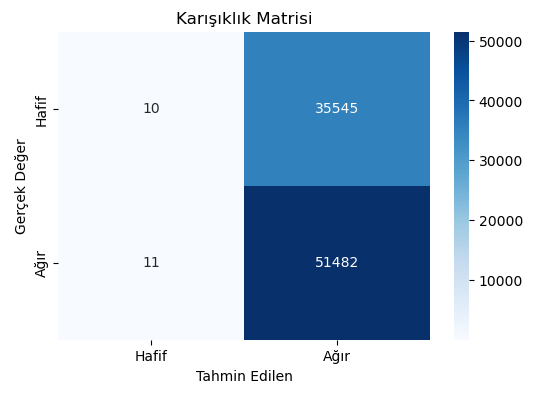 Karışıklık Matrisi
Gerçek Değer
Hafif
10
35545
Ağır
11
51482
Hafif
Ağır
Tahmin Edilen
50000
40000
30000
20000
10000